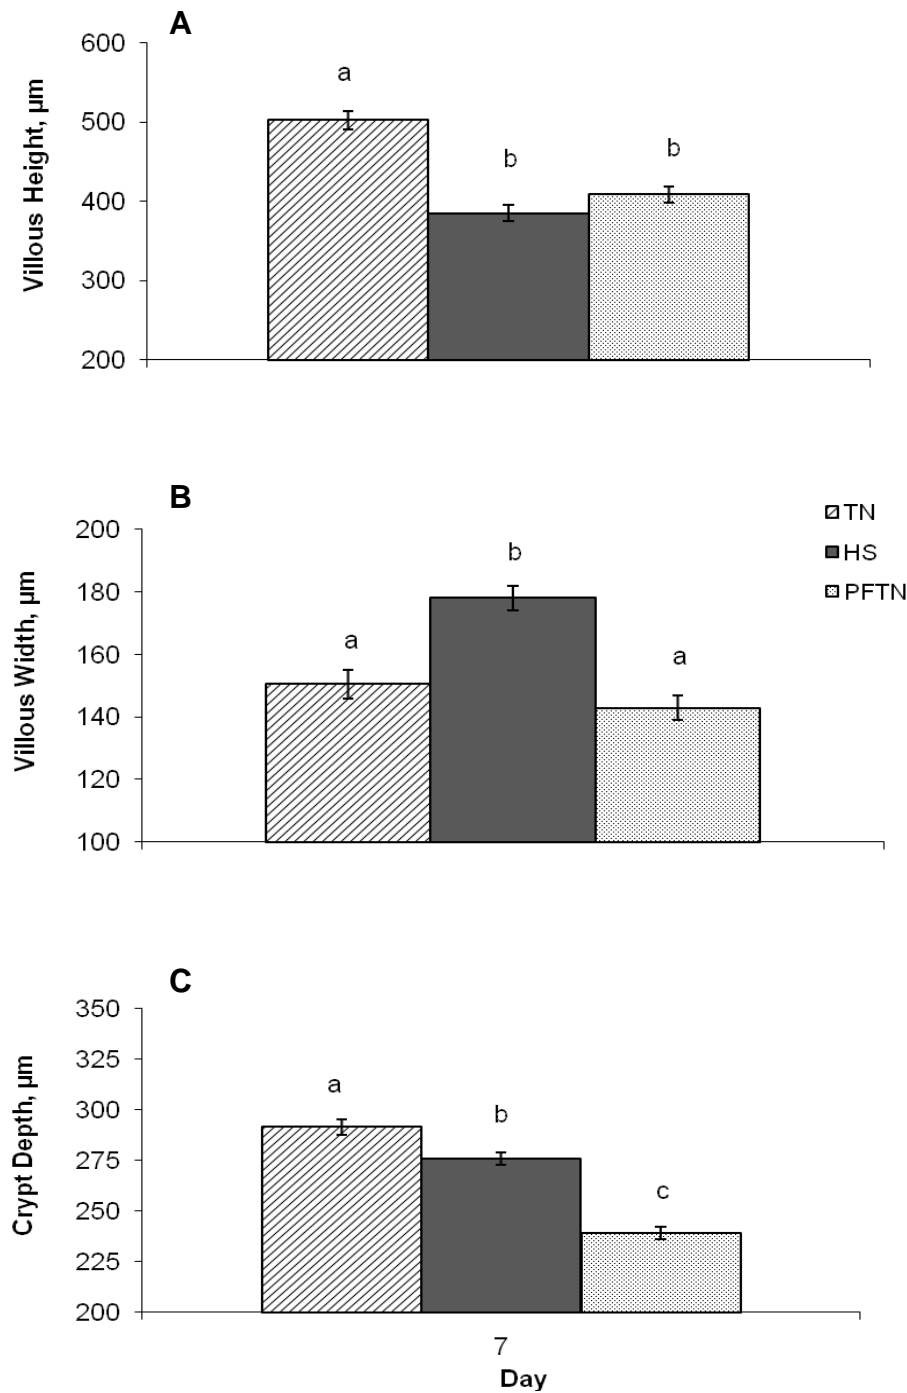 A
600
500
400
300
200
Villous Height, µm
a
b
b
B
200
180
160
140
120
100
Villous Width, µm
a
b
a
TN
HS
PFTN
C
350
325
300
275
250
225
200
Crypt Depth, µm
a
b
c
7
Day